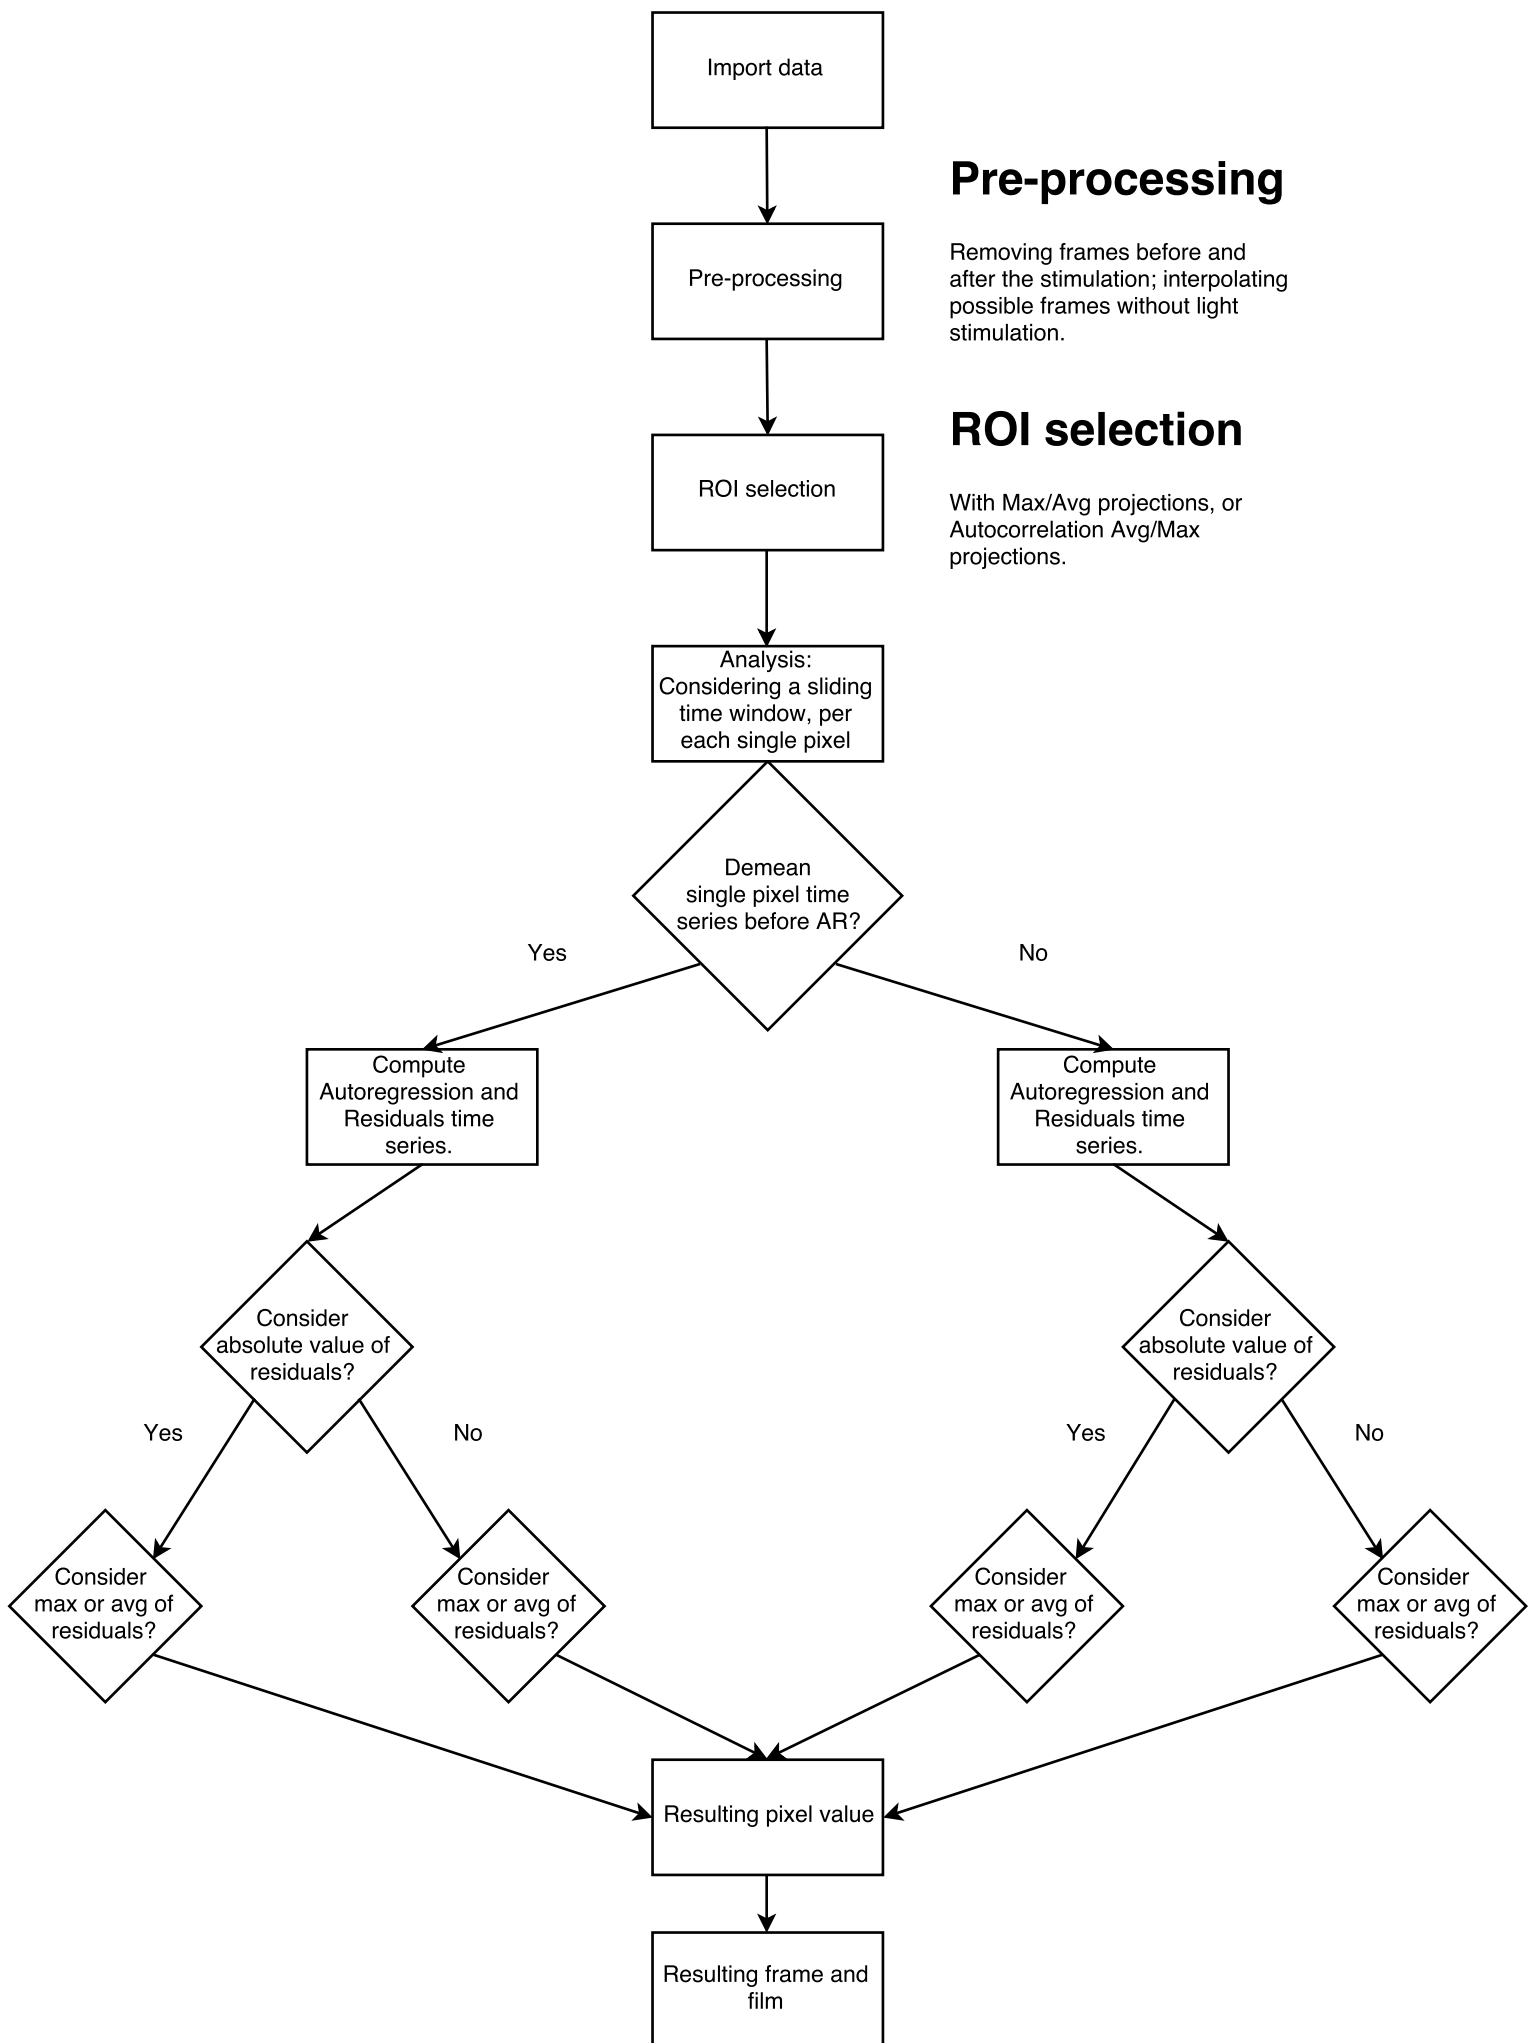 Import data
Pre-processing
Removing frames before and
after the stimulation; interpolating
possible frames without light
stimulation.
Pre-processing
ROI selection
With Max/Avg projections, or
Autocorrelation Avg/Max
projections.
ROI selection
Analysis:
Considering a sliding
time window, per
each single pixel
Demean
single pixel time
series before AR?
Yes
No
Compute
Autoregression and
Residuals time
series.
Compute
Autoregression and
Residuals time
series.
Consider
absolute value of
residuals?
Consider
absolute value of
residuals?
Yes
No
Yes
No
Consider
max or avg of
residuals?
Consider
max or avg of
residuals?
Consider
max or avg of
residuals?
Consider
max or avg of
residuals?
Resulting pixel value
Resulting frame and
film